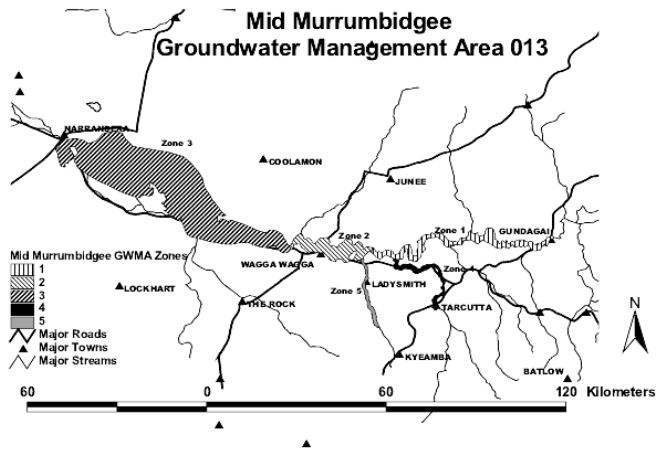 Mid Murrumbidgee
Groundwater Management Area 013
NARRANDERA
Zone 3
COOLAMON
JUNEE
Zone 2
Zone 1
GUNDAGAI
WAGGA WAGGA
Zone 4
Mid Murrumbidgee GWMA Zones
1
2
3
4
5
Major Roads
Major Towns
Major Streams
LOCKHART
THE ROCK
Zone 5
LADYSMITH
TARCUTTA
KYEAMBA
BATLOW
N
60 0 60 120 Kilometers